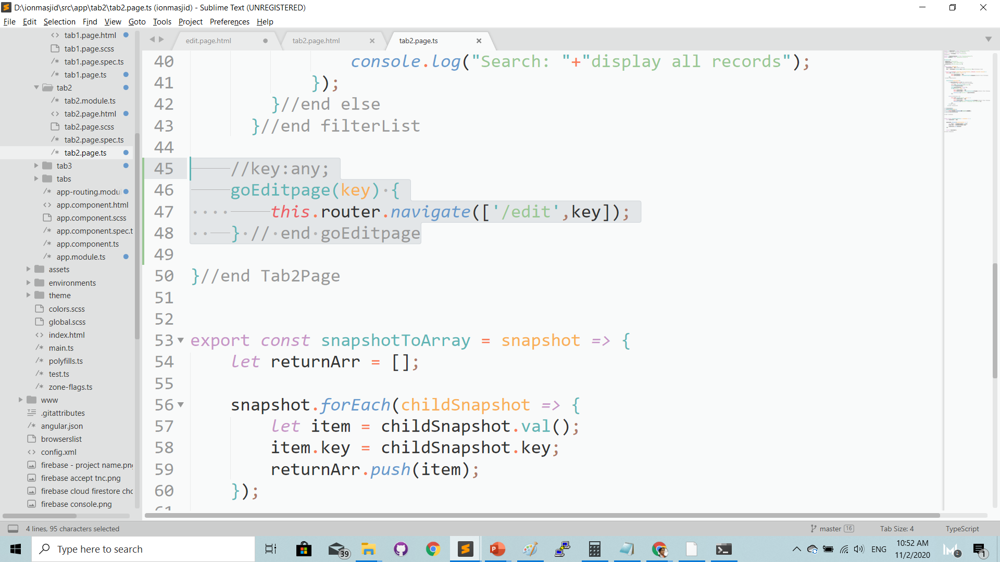 D:\ionmasjid\src\app\tab2\tab2.page.ts (ionmasjid) - Sublime Text (UNREGISTERED)
File Edit Selection Find View Goto Tools Project Preferences Help
tab1.page.html
tab1.page.scss
tab1.page.spec.ts
tab1.page.ts
tab2
tab2.module.ts
tab2.page.html
tab2.page.scss
tab2.page.spec.ts
tab2.page.ts
tab3
tabs
app-routing.modu
app.component.html
app.component.scss
app.component.spec.t
app.component.ts
app.module.ts
assets
environments
theme
colors.scss
global.scss
index.html
main.ts
polyfills.ts
test.ts
zone-flags.ts
www
.gitattributes
angular.json
browserslist
config.xml
firebase - project name.pn
firebase accept tnc.png
firebase cloud firestore cho
firebase console.png
edit.page.html tab2.page.html tab2.page.ts
40 console.log("Search: "+"display all records");
41 });
42 }//end else
43 }//end filterList
44
45 //key:any;
46 goEditpage(key) {
47 this.router.navigate(['/edit',key]);
48 } // end goEditpage
49
50 }//end Tab2Page
51
52
53 export const snapshotToArray = snapshot => {
54 let returnArr = [];
55
56 snapshot.forEach(childSnapshot => {
57 let item = childSnapshot.val();
58 item.key = childSnapshot.key;
59 returnArr.push(item);
60 });
61
4 lines, 95 characters selected
master 16 Tab Size: 4 TypeScript
Type here to search
39
ENG
10:52 AM
11/2/2020
2
1